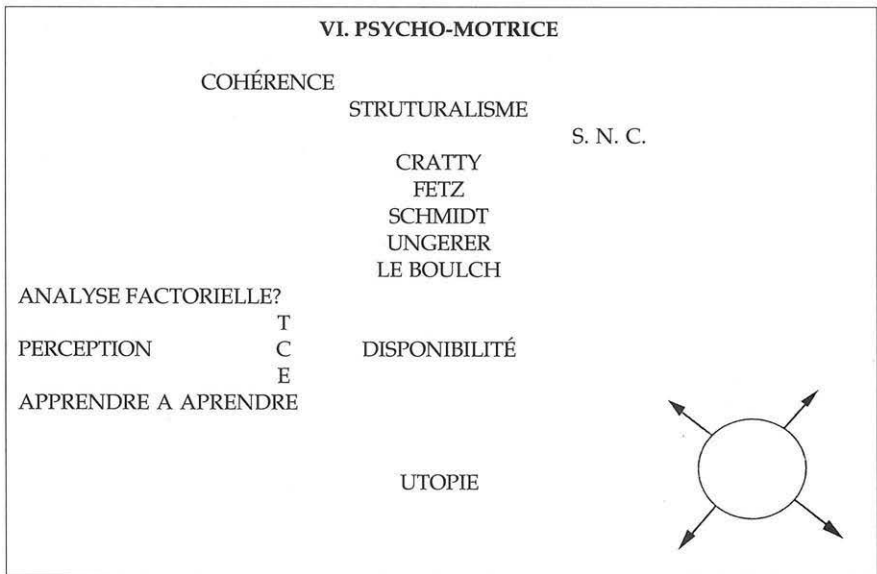 VI. PSYCHO-MOTRICE
COHÉRENCE
STRUTURALISME
S. N. C.
CRATTY
FETZ
SCHMIDT
UNGERER
LE BOULCH
ANALYSE FACTORIELLE?
T
PERCEPTION C DISPONIBILITÉ
E
APPRENDRE A APRENDRE
UTOPIE